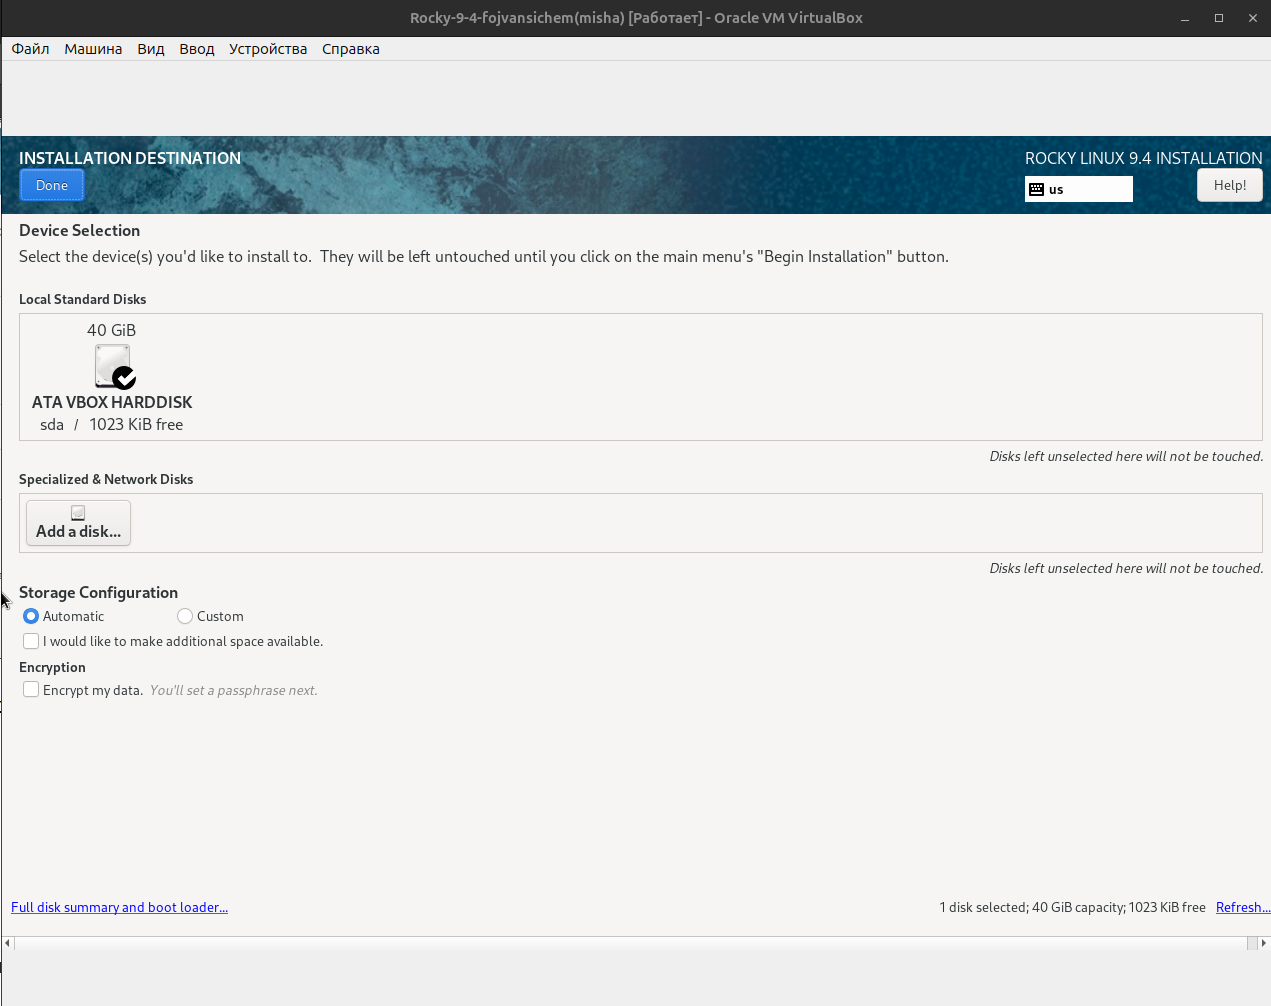 Rocky-9-4-fojvansichem(misha) [Работает] - Oracle VM VirtualBox
Файл Машина Вид Ввод Устройства Справка
INSTALLATION DESTINATION
ROCKY LINUX 9.4 INSTALLATION
Done
us
Help!
Device Selection
Select the device(s) you'd like to install to. They will be left untouched until you click on the main menu's "Begin Installation" button.
Local Standard Disks
40 GiB
ATA VBOX HARDDISK
sda / 1023 KiB free
Disks left unselected here will not be touched.
Specialized & Network Disks
Add a disk...
Disks left unselected here will not be touched.
Storage Configuration
Automatic Custom
I would like to make additional space available.
Encryption
Encrypt my data. You'll set a passphrase next.
Full disk summary and boot loader...
1 disk selected; 40 GiB capacity; 1023 KiB free Refresh...